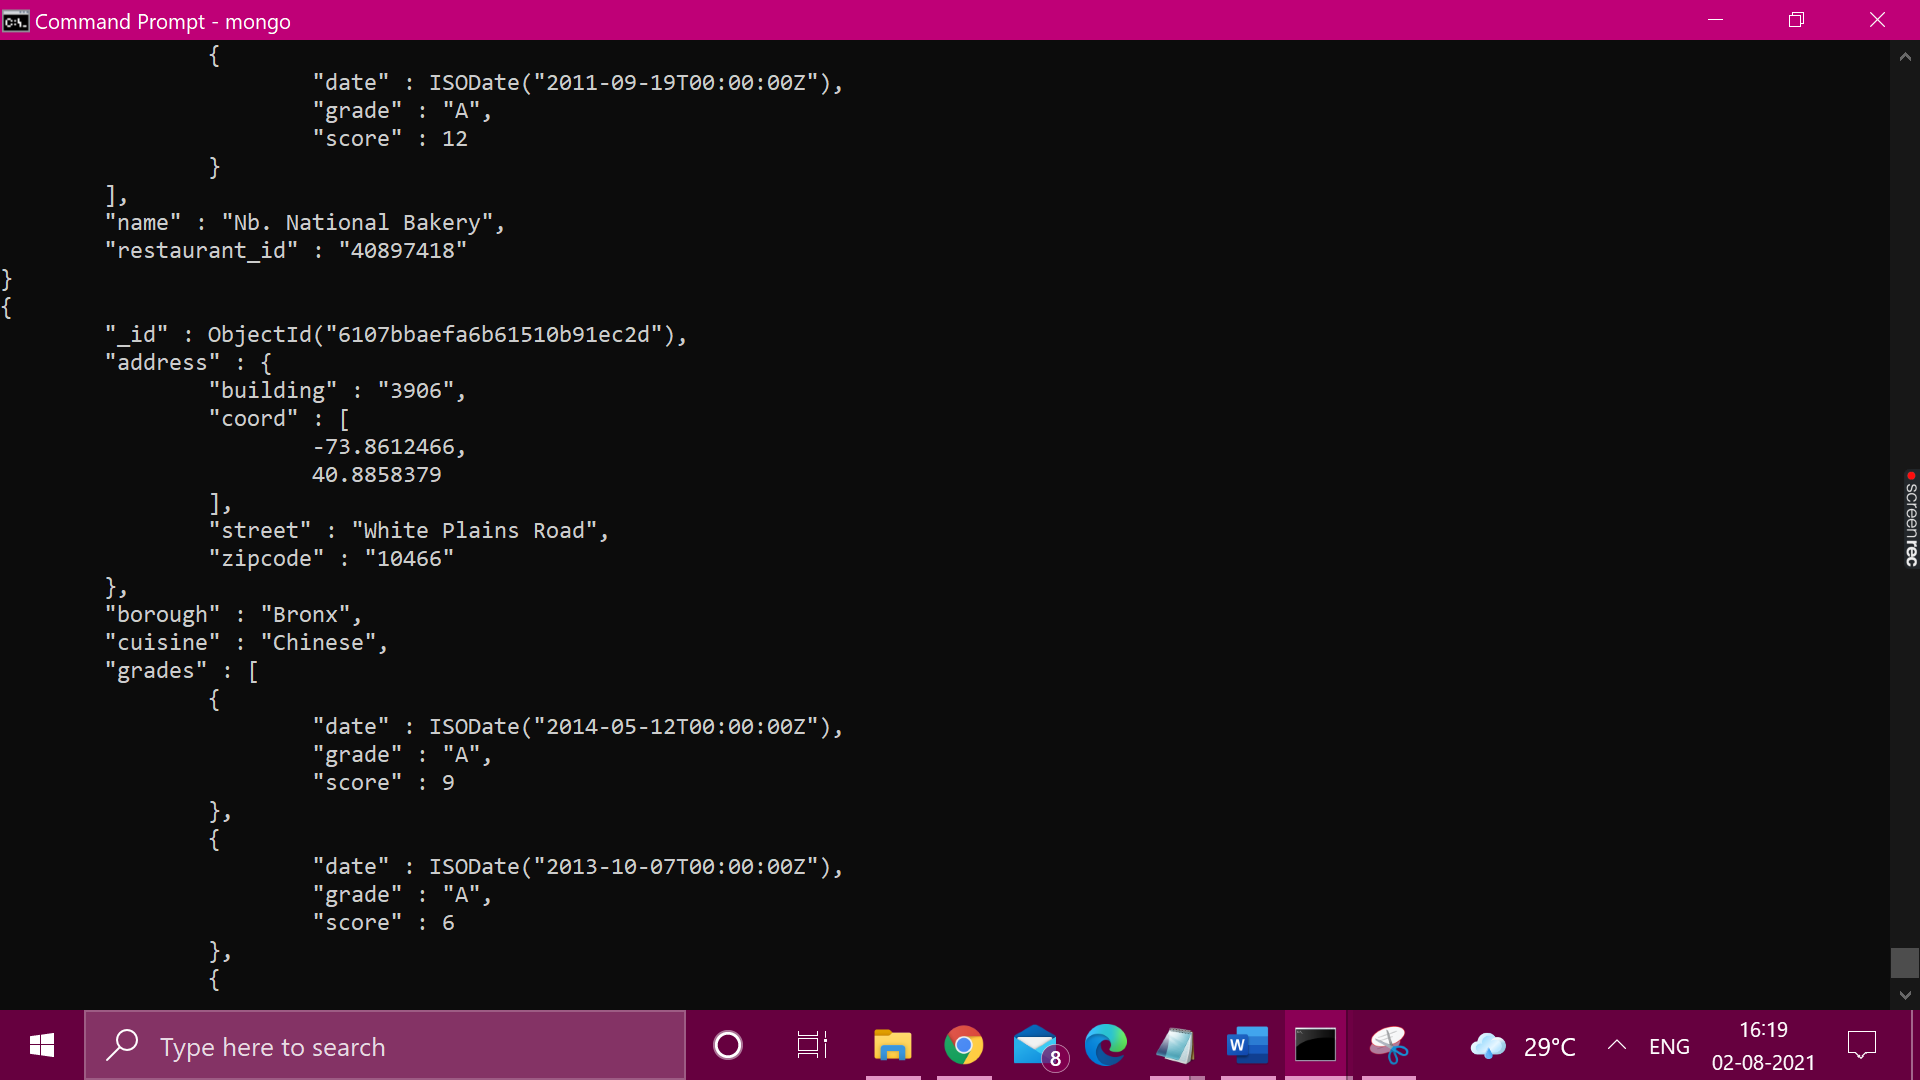 Command Prompt - mongo
{
"date" : ISODate("2011-09-19T00:00:00Z"),
"grade" : "A",
"score" : 12
}
],
"name" : "Nb. National Bakery",
"restaurant_id" : "40897418"
}
{
"_id" : ObjectId("6107bbaefa6b61510b91ec2d"),
"address" : {
"building" : "3906",
"coord" : [
-73.8612466,
40.8858379
],
"street" : "White Plains Road",
"zipcode" : "10466"
},
"borough" : "Bronx",
"cuisine" : "Chinese",
"grades" : [
{
"date" : ISODate("2014-05-12T00:00:00Z"),
"grade" : "A",
"score" : 9
},
{
"date" : ISODate("2013-10-07T00:00:00Z"),
"grade" : "A",
"score" : 6
},
{
screenrec
Type here to search
8
W
29°C
ENG
16:19
02-08-2021